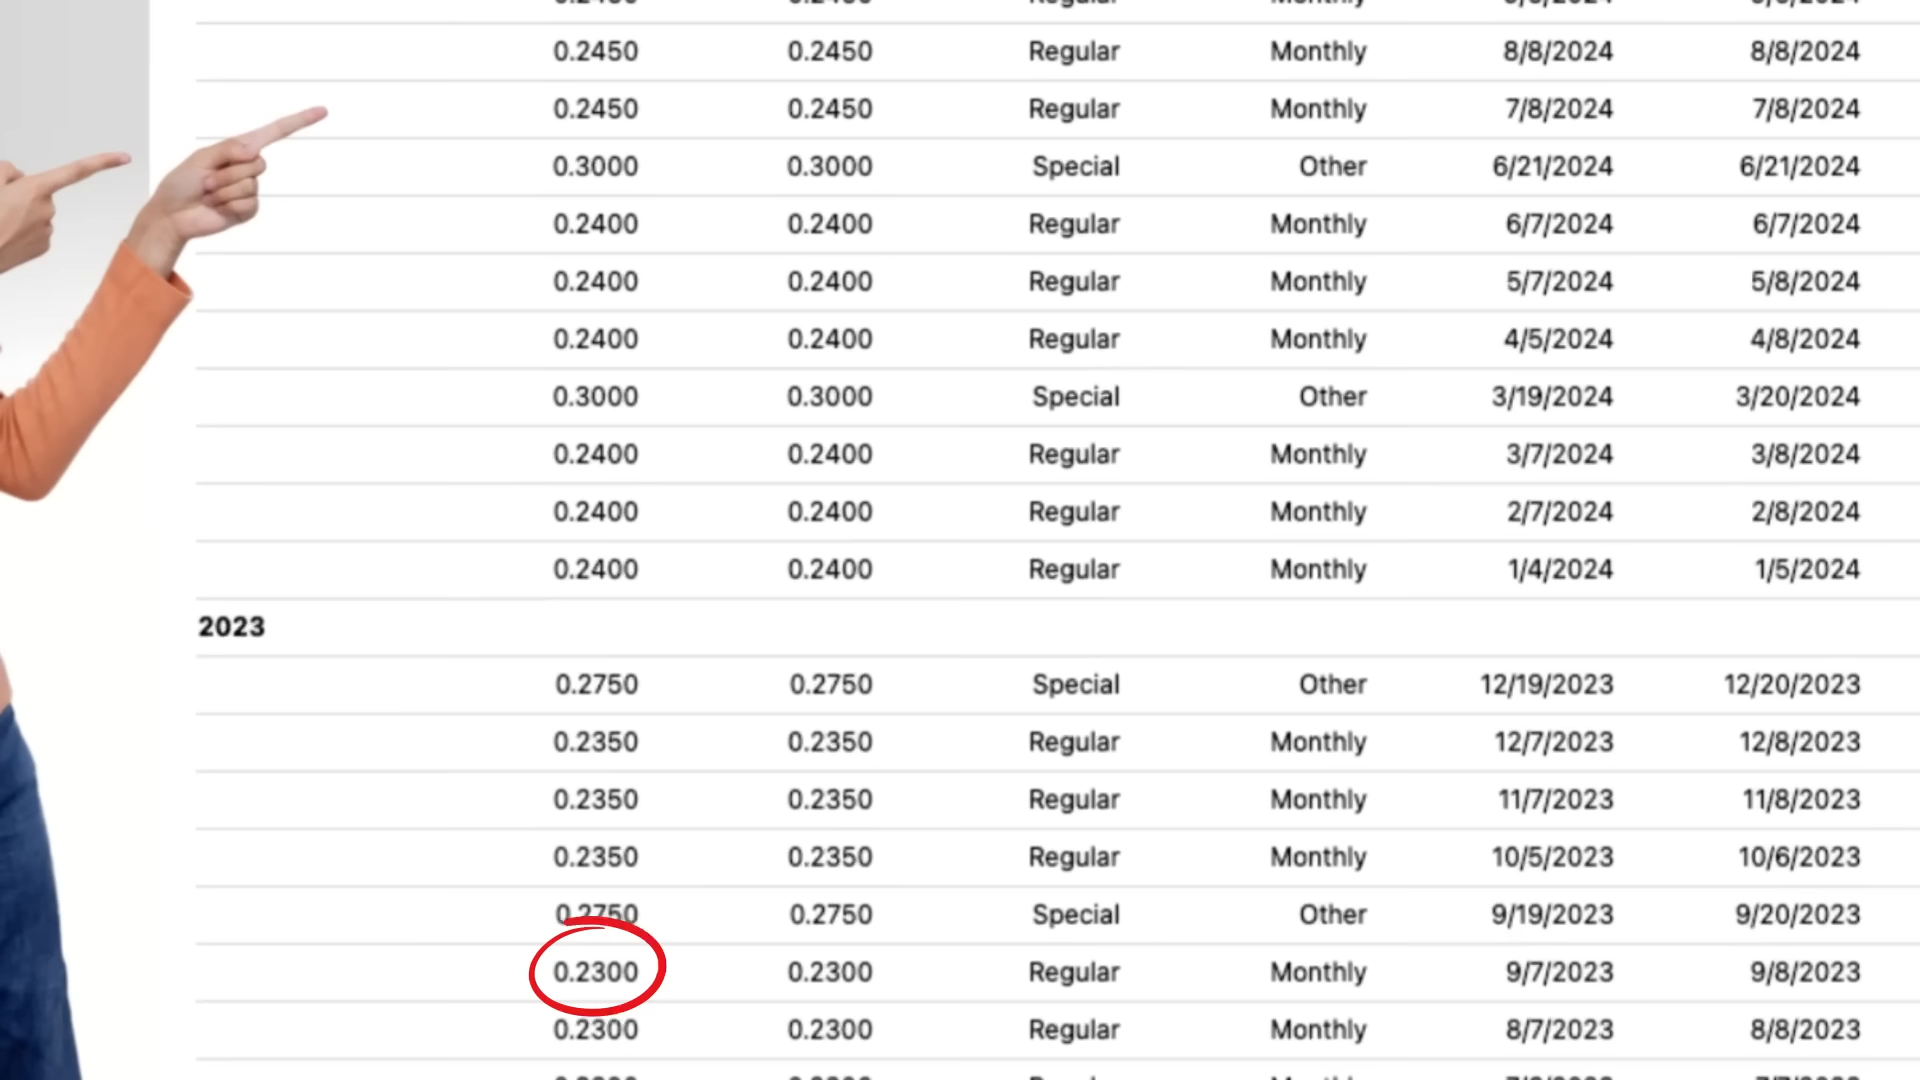 0.2450 0.2450 Regular Monthly 8/8/2024 8/8/2024
0.2450 0.2450 Regular Monthly 7/8/2024 7/8/2024
0.3000 0.3000 Special Other 6/21/2024 6/21/2024
0.2400 0.2400 Regular Monthly 6/7/2024 6/7/2024
0.2400 0.2400 Regular Monthly 5/7/2024 5/8/2024
0.2400 0.2400 Regular Monthly 4/5/2024 4/8/2024
0.3000 0.3000 Special Other 3/19/2024 3/20/2024
0.2400 0.2400 Regular Monthly 3/7/2024 3/8/2024
0.2400 0.2400 Regular Monthly 2/7/2024 2/8/2024
0.2400 0.2400 Regular Monthly 1/4/2024 1/5/2024
2023
0.2750 0.2750 Special Other 12/19/2023 12/20/2023
0.2350 0.2350 Regular Monthly 12/7/2023 12/8/2023
0.2350 0.2350 Regular Monthly 11/7/2023 11/8/2023
0.2350 0.2350 Regular Monthly 10/5/2023 10/6/2023
0.2750 0.2750 Special Other 9/19/2023 9/20/2023
0.2300 0.2300 Regular Monthly 9/7/2023 9/8/2023
0.2300 0.2300 Regular Monthly 8/7/2023 8/8/2023